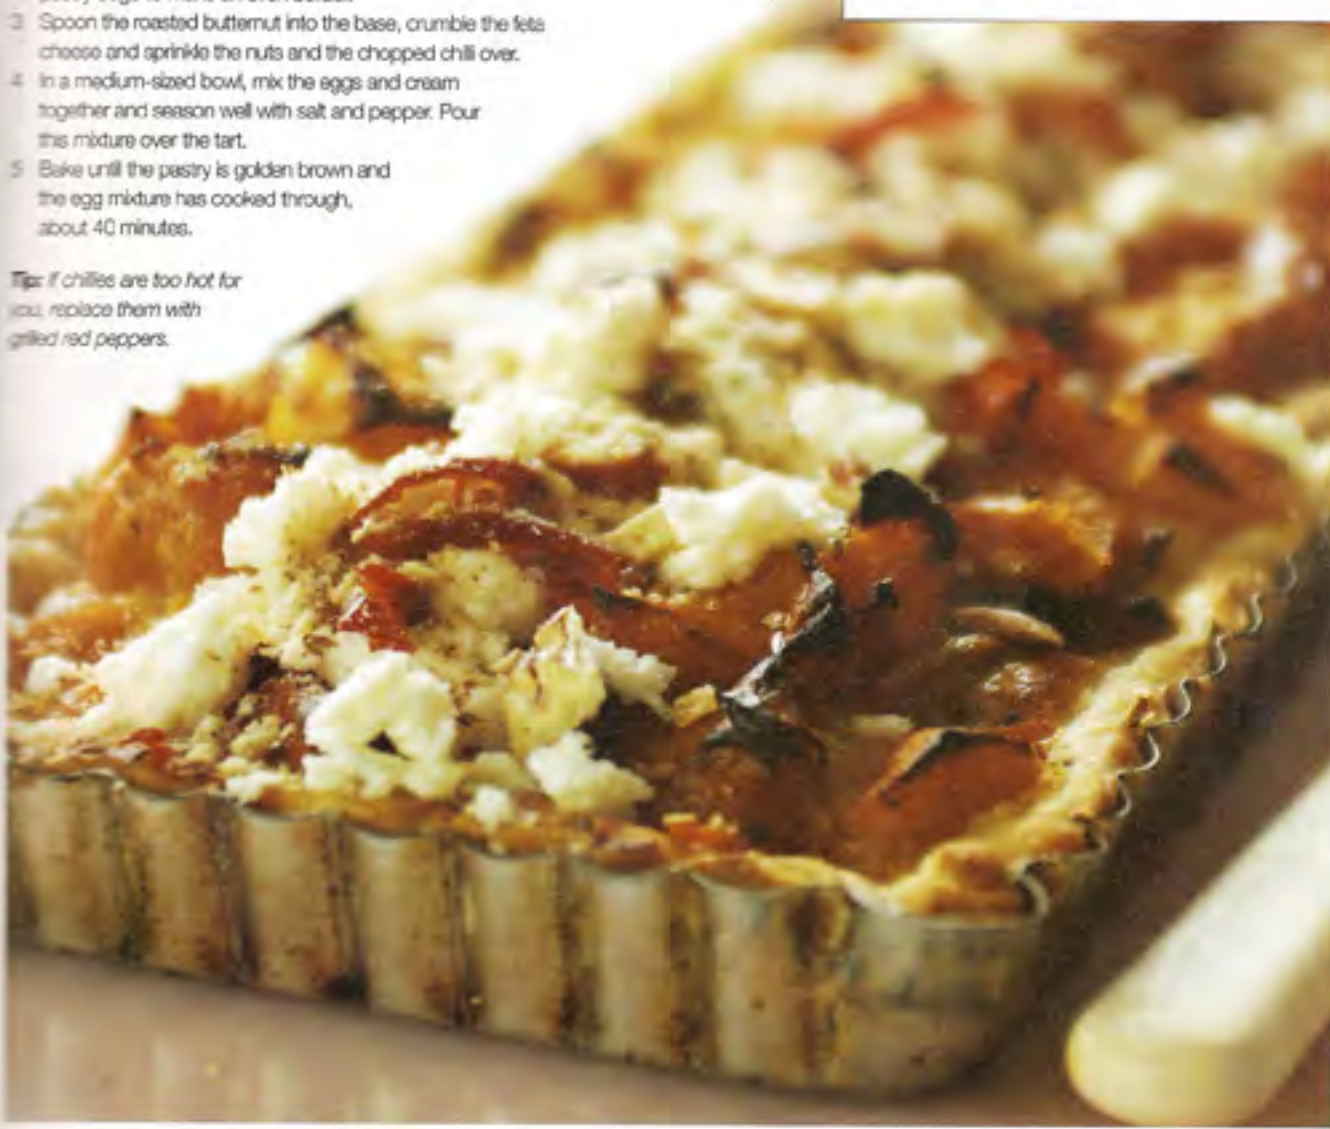 3 Spoon the roasted butternut into the base, crumble the feta
cheese and sprinkle the nuts and the chopped chilli over.
4 In a medium-sized bowl, mix the eggs and cream
together and season well with salt and pepper. Pour
this mixture over the tart.
5 Bake until the pastry is golden brown and
the egg mixture has cooked through,
about 40 minutes.
Tip: If chillies are too hot for
you, replace them with
grilled red peppers.